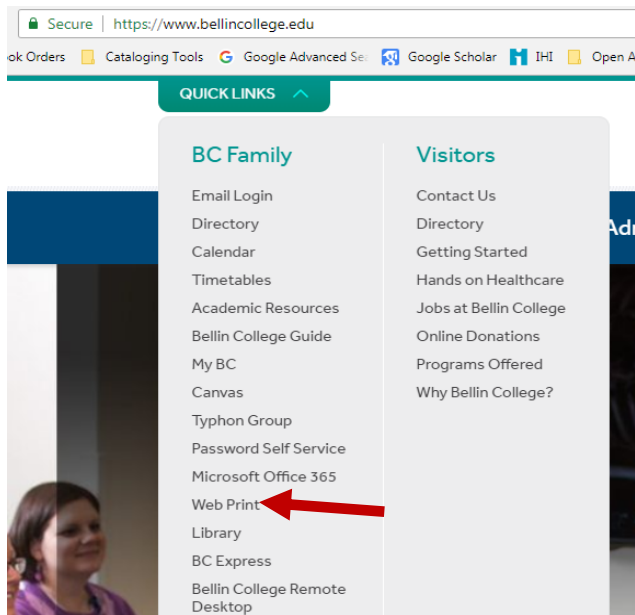 Secure | https://www.bellincollege.edu
ok Orders Cataloging Tools G Google Advanced Se Google Scholar IHI Open A
QUICK LINKS
BC Family
Email Login
Directory
Calendar
Timetables
Academic Resources
Bellin College Guide
My BC
Canvas
Typhon Group
Password Self Service
Microsoft Office 365
Web Print
Library
BC Express
Bellin College Remote
Desktop
Visitors
Contact Us
Directory
Getting Started
Hands on Healthcare
Jobs at Bellin College
Online Donations
Programs Offered
Why Bellin College?
Ad